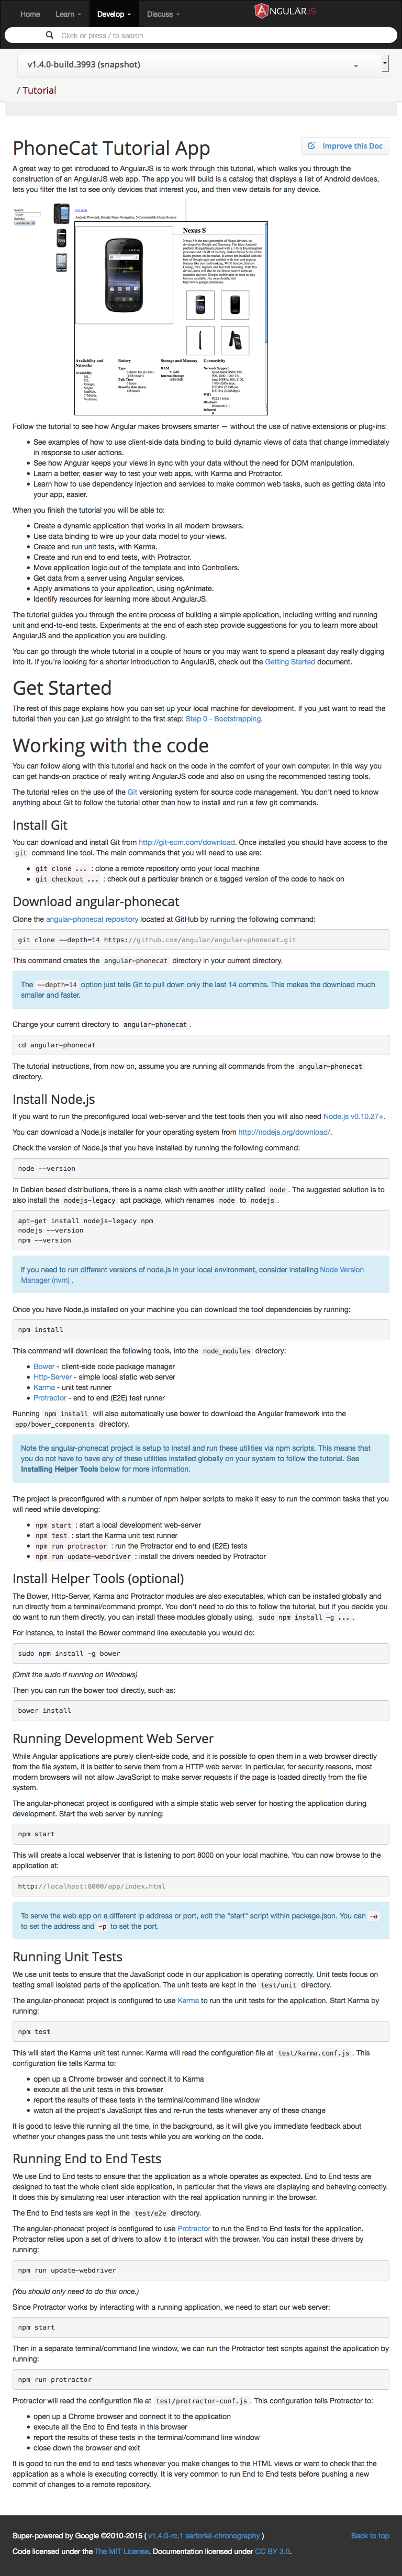 Home Learn Develop Discuss ANGULARJS
Click or press / to search
v1.4.0-build.3993 (snapshot)
/ Tutorial
PhoneCat Tutorial App
Improve this Doc
A great way to get introduced to AngularJS is to work through this tutorial, which walks you through the
construction of an AngularJS web app. The app you will build is a catalog that displays a list of Android devices,
lets you filter the list to see only devices that interest you, and then view details for any device.
Nexus S
Availability and
Networks
Battery
Storage and Memory
Connectivity
Follow the tutorial to see how Angular makes browsers smarter — without the use of native extensions or plug-ins:
See examples of how to use client-side data binding to build dynamic views of data that change immediately
in response to user actions.
See how Angular keeps your views in sync with your data without the need for DOM manipulation.
Learn a better, easier way to test your web apps, with Karma and Protractor.
Learn how to use dependency injection and services to make common web tasks, such as getting data into
your app, easier.
When you finish the tutorial you will be able to:
Create a dynamic application that works in all modern browsers.
Use data binding to wire up your data model to your views.
Create and run unit tests, with Karma.
Create and run end to end tests, with Protractor.
Move application logic out of the template and into Controllers.
Get data from a server using Angular services.
Apply animations to your application, using ngAnimate.
Identify resources for learning more about AngularJS.
The tutorial guides you through the entire process of building a simple application, including writing and running
unit and end-to-end tests. Experiments at the end of each step provide suggestions for you to learn more about
AngularJS and the application you are building.
You can go through the whole tutorial in a couple of hours or you may want to spend a pleasant day really digging
into it. If you're looking for a shorter introduction to AngularJS, check out the Getting Started document.
Get Started
The rest of this page explains how you can set up your local machine for development. If you just want to read the
tutorial then you can just go straight to the first step: Step 0 - Bootstrapping.
Working with the code
You can follow along with this tutorial and hack on the code in the comfort of your own computer. In this way you
can get hands-on practice of really writing AngularJS code and also on using the recommended testing tools.
The tutorial relies on the use of the Git versioning system for source code management. You don't need to know
anything about Git to follow the tutorial other than how to install and run a few git commands.
Install Git
You can download and install Git from http://git-scm.com/download. Once installed you should have access to the
git command line tool. The main commands that you will need to use are:
git clone ... : clone a remote repository onto your local machine
git checkout ... : check out a particular branch or a tagged version of the code to hack on
Download angular-phonecat
Clone the angular-phonecat repository located at GitHub by running the following command:
git clone --depth=14 https://github.com/angular/angular-phonecat.git
This command creates the angular-phonecat directory in your current directory.
The --depth=14 option just tells Git to pull down only the last 14 commits. This makes the download much
smaller and faster.
Change your current directory to angular-phonecat.
cd angular-phonecat
The tutorial instructions, from now on, assume you are running all commands from the angular-phonecat
directory.
Install Node.js
If you want to run the preconfigured local web-server and the test tools then you will also need Node.js v0.10.27+.
You can download a Node.js installer for your operating system from http://nodejs.org/download/.
Check the version of Node.js that you have installed by running the following command:
node --version
In Debian based distributions, there is a name clash with another utility called node. The suggested solution is to
also install the nodejs-legacy apt package, which renames node to nodejs.
apt-get install nodejs-legacy npm
nodejs --version
npm --version
If you need to run different versions of node.js in your local environment, consider installing Node Version
Manager (nvm) .
Once you have Node.js installed on your machine you can download the tool dependencies by running:
npm install
This command will download the following tools, into the node_modules directory:
Bower - client-side code package manager
Http-Server - simple local static web server
Karma - unit test runner
Protractor - end to end (E2E) test runner
Running npm install will also automatically use bower to download the Angular framework into the
app/bower_components directory.
Note the angular-phonecat project is setup to install and run these utilities via npm scripts. This means that
you do not have to have any of these utilities installed globally on your system to follow the tutorial. See
Installing Helper Tools below for more information.
The project is preconfigured with a number of npm helper scripts to make it easy to run the common tasks that you
will need while developing:
npm start : start a local development web-server
npm test : start the Karma unit test runner
npm run protractor : run the Protractor end to end (E2E) tests
npm run update-webdriver : install the drivers needed by Protractor
Install Helper Tools (optional)
The Bower, Http-Server, Karma and Protractor modules are also executables, which can be installed globally and
run directly from a terminal/command prompt. You don't need to do this to follow the tutorial, but if you decide you
do want to run them directly, you can install these modules globally using, sudo npm install -g ....
For instance, to install the Bower command line executable you would do:
sudo npm install -g bower
(Omit the sudo if running on Windows)
Then you can run the bower tool directly, such as:
bower install
Running Development Web Server
While Angular applications are purely client-side code, and it is possible to open them in a web browser directly
from the file system, it is better to serve them from a HTTP web server. In particular, for security reasons, most
modern browsers will not allow JavaScript to make server requests if the page is loaded directly from the file
system.
The angular-phonecat project is configured with a simple static web server for hosting the application during
development. Start the web server by running:
npm start
This will create a local webserver that is listening to port 8000 on your local machine. You can now browse to the
application at:
http://localhost:8000/app/index.html
To serve the web app on a different ip address or port, edit the "start" script within package.json. You can -a
to set the address and -p to set the port.
Running Unit Tests
We use unit tests to ensure that the JavaScript code in our application is operating correctly. Unit tests focus on
testing small isolated parts of the application. The unit tests are kept in the test/unit directory.
The angular-phonecat project is configured to use Karma to run the unit tests for the application. Start Karma by
running:
npm test
This will start the Karma unit test runner. Karma will read the configuration file at test/karma.conf.js. This
configuration file tells Karma to:
open up a Chrome browser and connect it to Karma
execute all the unit tests in this browser
report the results of these tests in the terminal/command line window
watch all the project's JavaScript files and re-run the tests whenever any of these change
It is good to leave this running all the time, in the background, as it will give you immediate feedback about
whether your changes pass the unit tests while you are working on the code.
Running End to End Tests
We use End to End tests to ensure that the application as a whole operates as expected. End to End tests are
designed to test the whole client side application, in particular that the views are displaying and behaving correctly.
It does this by simulating real user interaction with the real application running in the browser.
The End to End tests are kept in the test/e2e directory.
The angular-phonecat project is configured to use Protractor to run the End to End tests for the application.
Protractor relies upon a set of drivers to allow it to interact with the browser. You can install these drivers by
running:
npm run update-webdriver
(You should only need to do this once.)
Since Protractor works by interacting with a running application, we need to start our web server:
npm start
Then in a separate terminal/command line window, we can run the Protractor test scripts against the application by
running:
npm run protractor
Protractor will read the configuration file at test/protractor-conf.js. This configuration tells Protractor to:
open up a Chrome browser and connect it to the application
execute all the End to End tests in this browser
report the results of these tests in the terminal/command line window
close down the browser and exit
It is good to run the end to end tests whenever you make changes to the HTML views or want to check that the
application as a whole is executing correctly. It is very common to run End to End tests before pushing a new
commit of changes to a remote repository.
Super-powered by Google ©2010-2015 ( v1.4.0-rc.1 sartorial-chronography )
Back to top
Code licensed under the The MIT License. Documentation licensed under CC BY 3.0.